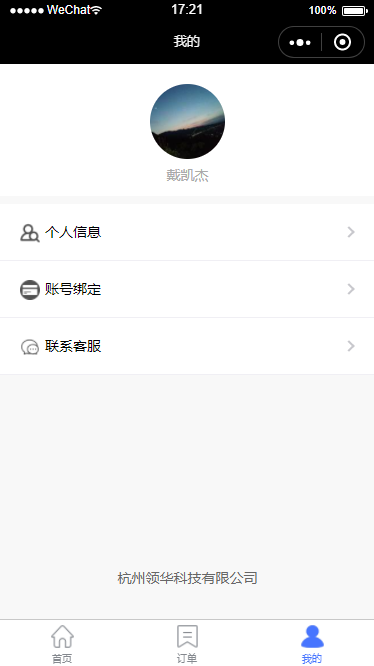 WeChat
17:21
100%
我的
戴凯杰
个人信息
账号绑定
联系客服
杭州领华科技有限公司
首页
订单
我的